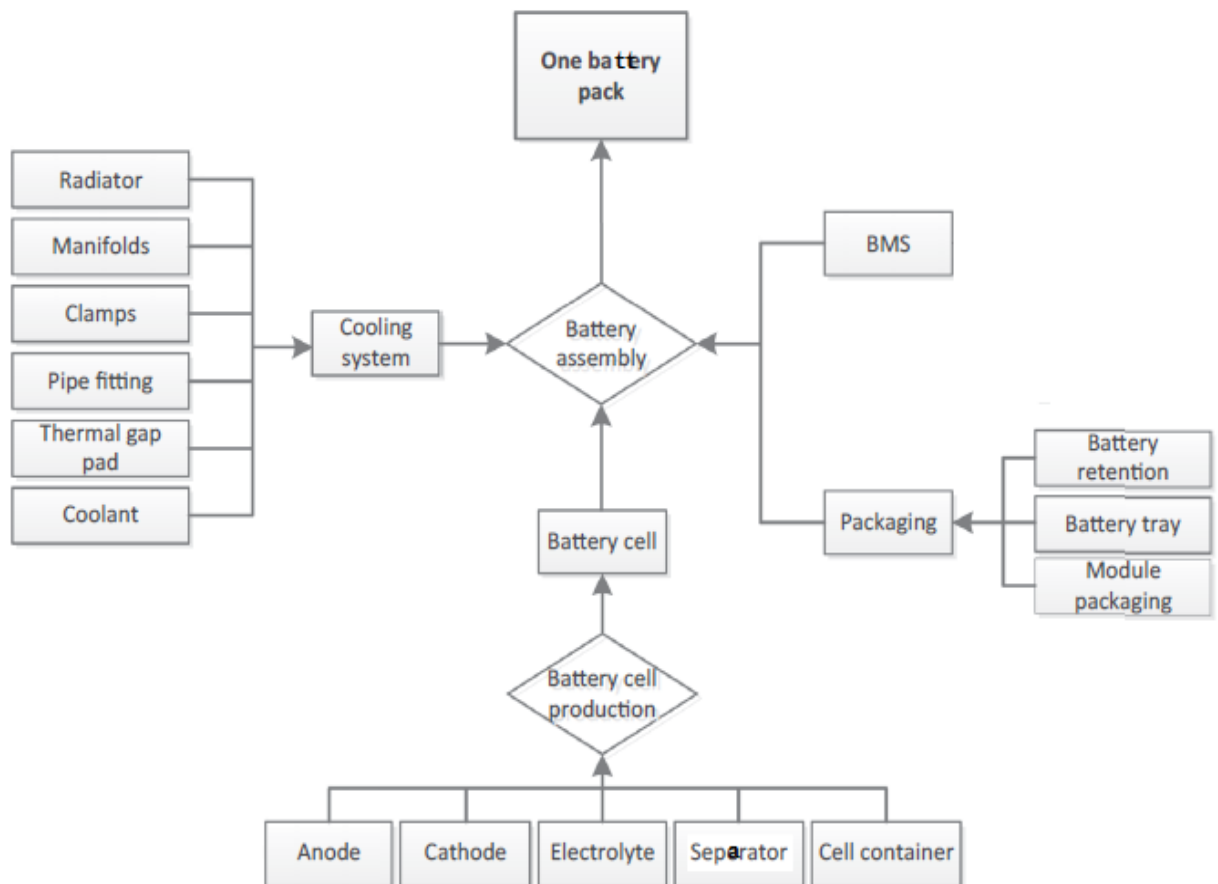 One battery
pack
Radiator
Manifolds
Clamps
Pipe fitting
Thermal gap
pad
Coolant
Cooling
system
Battery
assembly
BMS
Packaging
Battery
retention
Battery tray
Module
packaging
Battery cell
Battery cell
production
Anode
Cathode
Electrolyte
Separator
Cell container